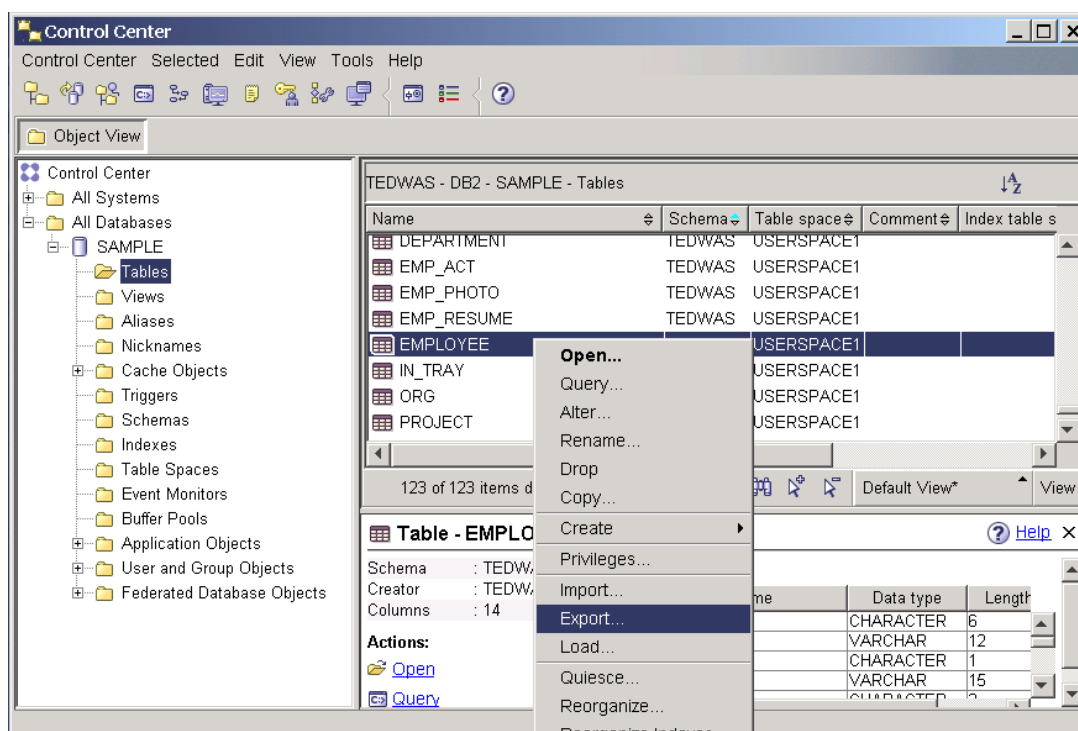 Control Center
Control Center Selected Edit View Tools Help
Object View
Control Center
All Systems
All Databases
SAMPLE
Tables
Views
Aliases
Nicknames
Cache Objects
Triggers
Schemas
Indexes
Table Spaces
Event Monitors
Buffer Pools
Application Objects
User and Group Objects
Federated Database Objects
TEDWAS - DB2 - SAMPLE - Tables
Name Schema Table space Comment Index table s
DEPARTMENT TEDWAS USERSPACE1
EMP_ACT TEDWAS USERSPACE1
EMP_PHOTO TEDWAS USERSPACE1
EMP_RESUME TEDWAS USERSPACE1
EMPLOYEE USERSPACE1
IN_TRAY USERSPACE1
ORG USERSPACE1
PROJECT USERSPACE1
123 of 123 items d Default View* View
Open...
Query...
Alter...
Rename...
Drop
Copy...
Create
Privileges...
Import...
Export...
Load...
Quiesce...
Reorganize...
Reorganize Indexes
Table - EMPLO Help
Schema : TEDWA
Creator : TEDWA
Columns : 14
Actions:
Open
Query
me Data type Length
CHARACTER 6
VARCHAR 12
CHARACTER 1
VARCHAR 15
CHARACTER